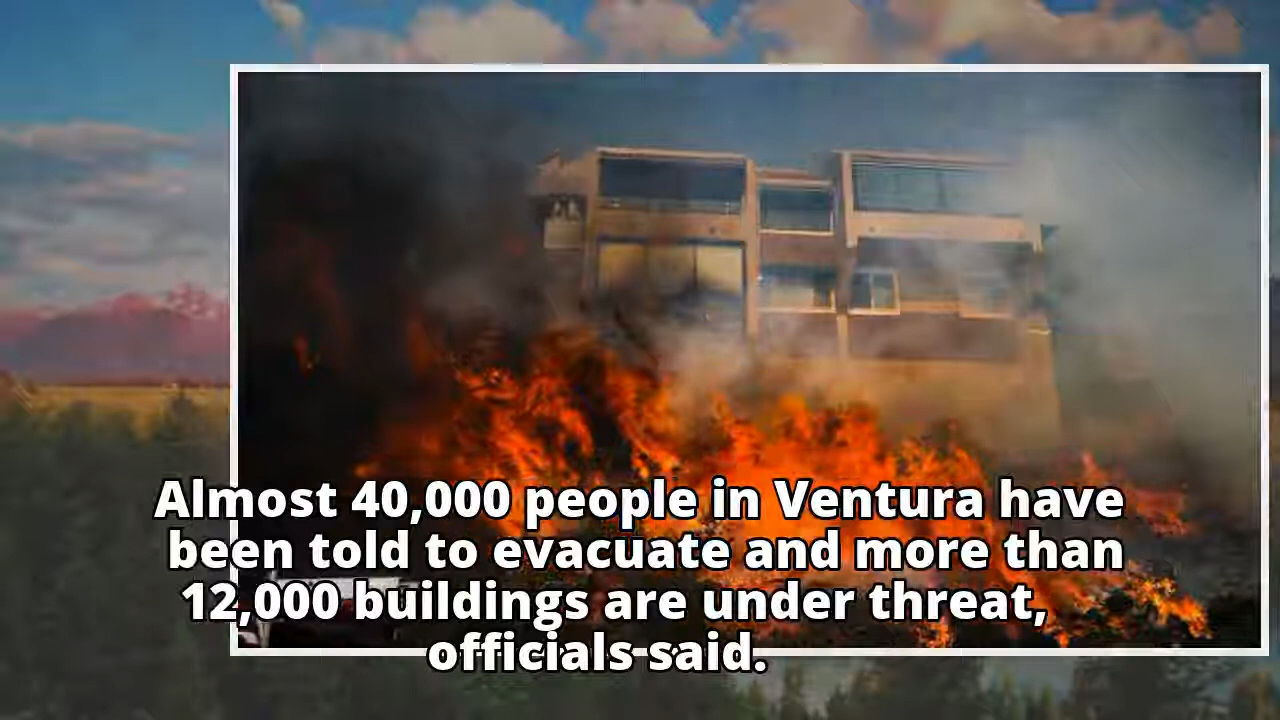 Almost 40,000 people in Ventura have
been told to evacuate and more than
12,000 buildings are under threat,
officials said.